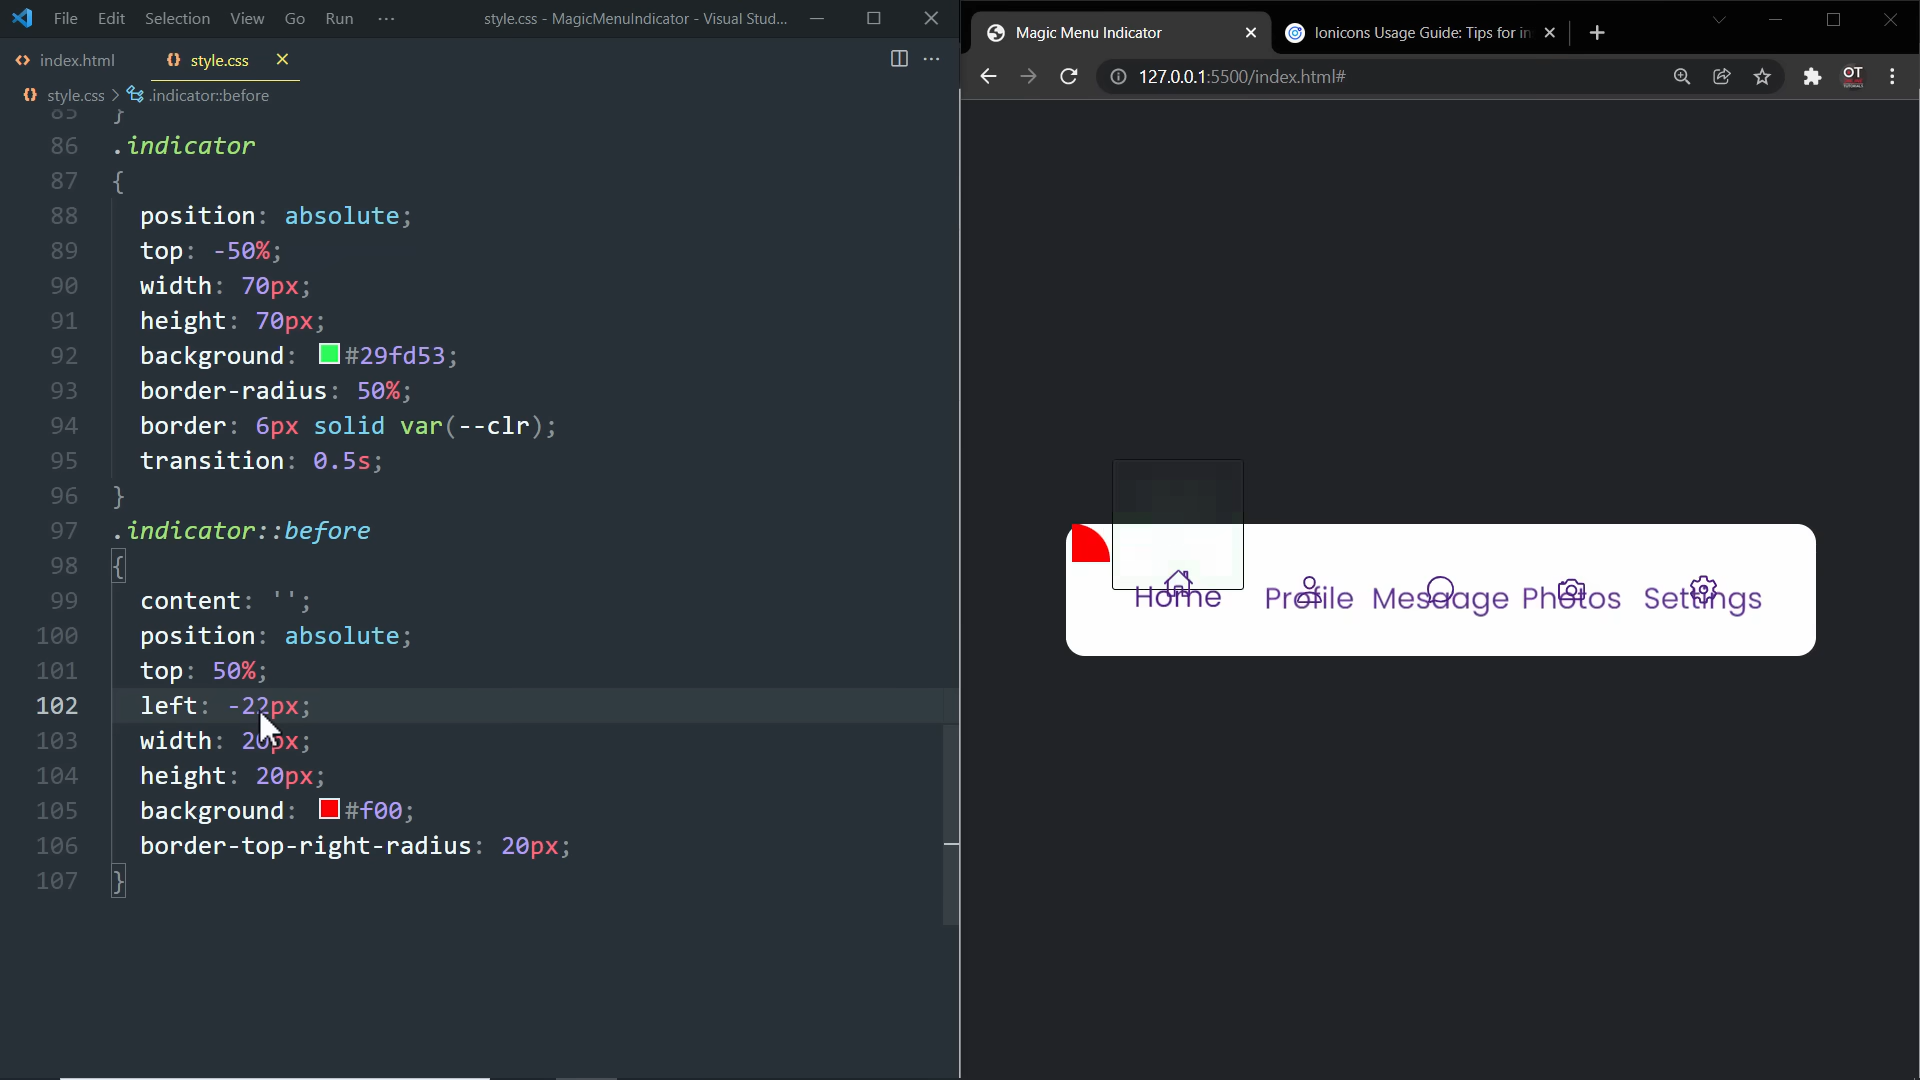 File Edit Selection View Go Run ··· style.css - MagicMenuIndicator - Visual Stud...
index.html style.css
style.css > .indicator::before
85 }
86 .indicator
87 {
88 position: absolute;
89 top: -50%;
90 width: 70px;
91 height: 70px;
92 background: #29fd53;
93 border-radius: 50%;
94 border: 6px solid var(--clr);
95 transition: 0.5s;
96 }
97 .indicator::before
98 {
99 content: '';
100 position: absolute;
101 top: 50%;
102 left: -22px;
103 width: 20px;
104 height: 20px;
105 background: #f00;
106 border-top-right-radius: 20px;
107 }
Magic Menu Indicator Ionicons Usage Guide: Tips for in
127.0.0.1:5500/index.html# OT
Home Profile Message Photos Settings